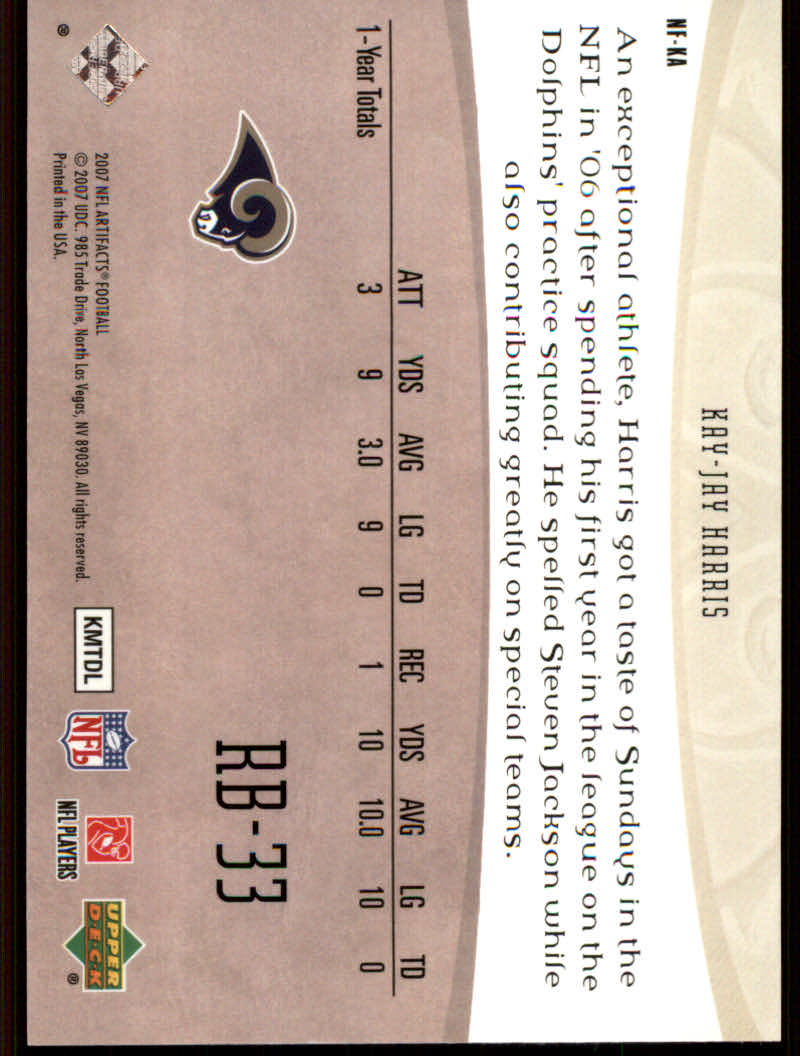 NF-KA
KAY-JAY HARRIS
An exceptional athlete, Harris got a taste of Sundays in the
NFL in '06 after spending his first year in the league on the
Dolphins' practice squad. He spelled Steven Jackson while
also contributing greatly on special teams.
ATT YDS AVG LG TD REC YDS AVG LG TD
1-Year Totals 3 9 3.0 9 0 1 10 10.0 10 0
RB-33
2007 NFL ARTIFACTS® FOOTBALL
© 2007 UDC. 985 Trade Drive, North Las Vegas, NV 89030. All rights reserved.
Printed in the USA.
KMTDL
NFL
NFL PLAYERS
UPPER
DECK
®
®